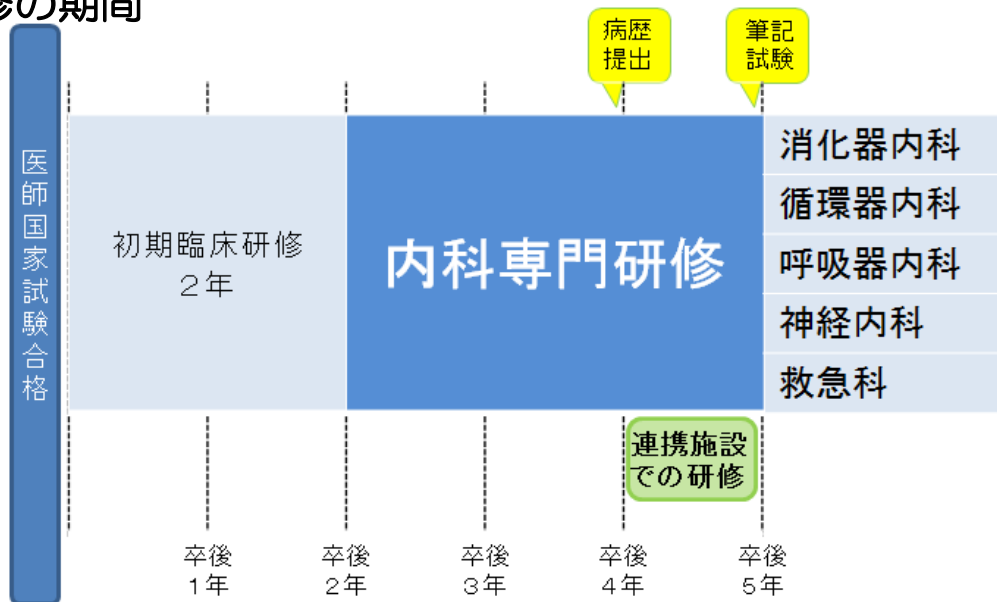 修の期間
病歴
提出
筆記
試験
医師国家試験合格
初期臨床研修
２年
内科専門研修
消化器内科
循環器内科
呼吸器内科
神経内科
救急科
連携施設
での研修
卒後
１年
卒後
２年
卒後
３年
卒後
４年
卒後
５年